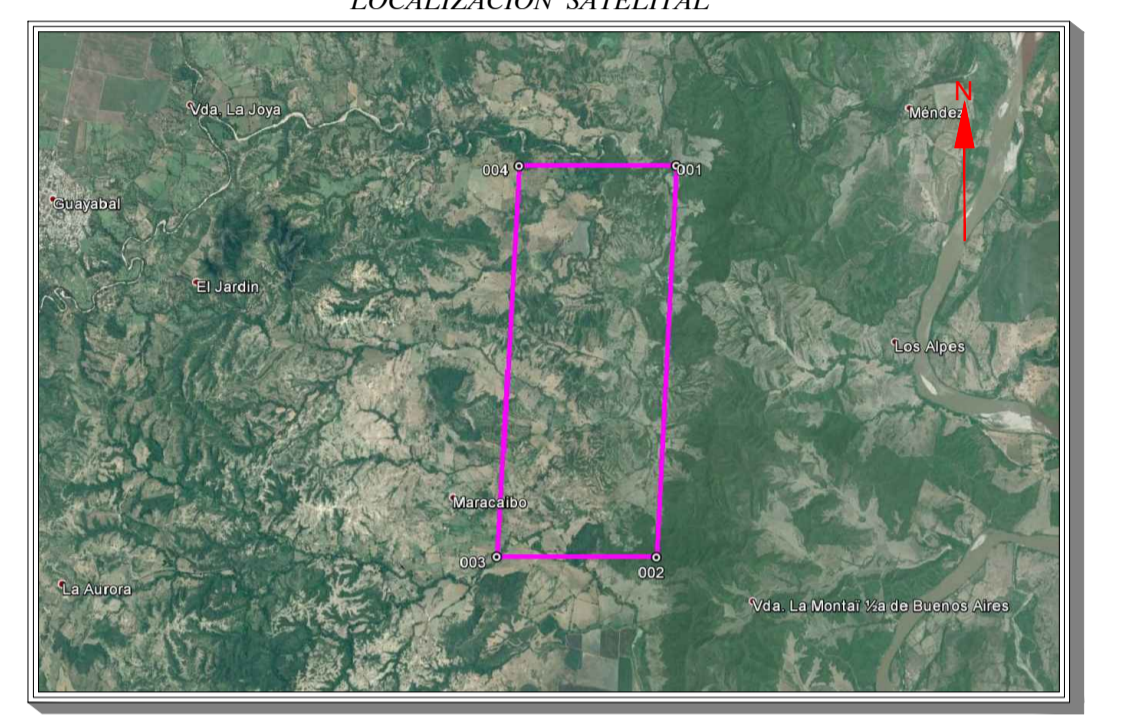 LOCALIZACIÓN SATELITAL
N
Vda. La Joya
Méndez
004
001
Guayabal
El Jardin
Los Alpes
Maracaibo
003
002
La Aurora
Vda. La Montaï ½a de Buenos Aires